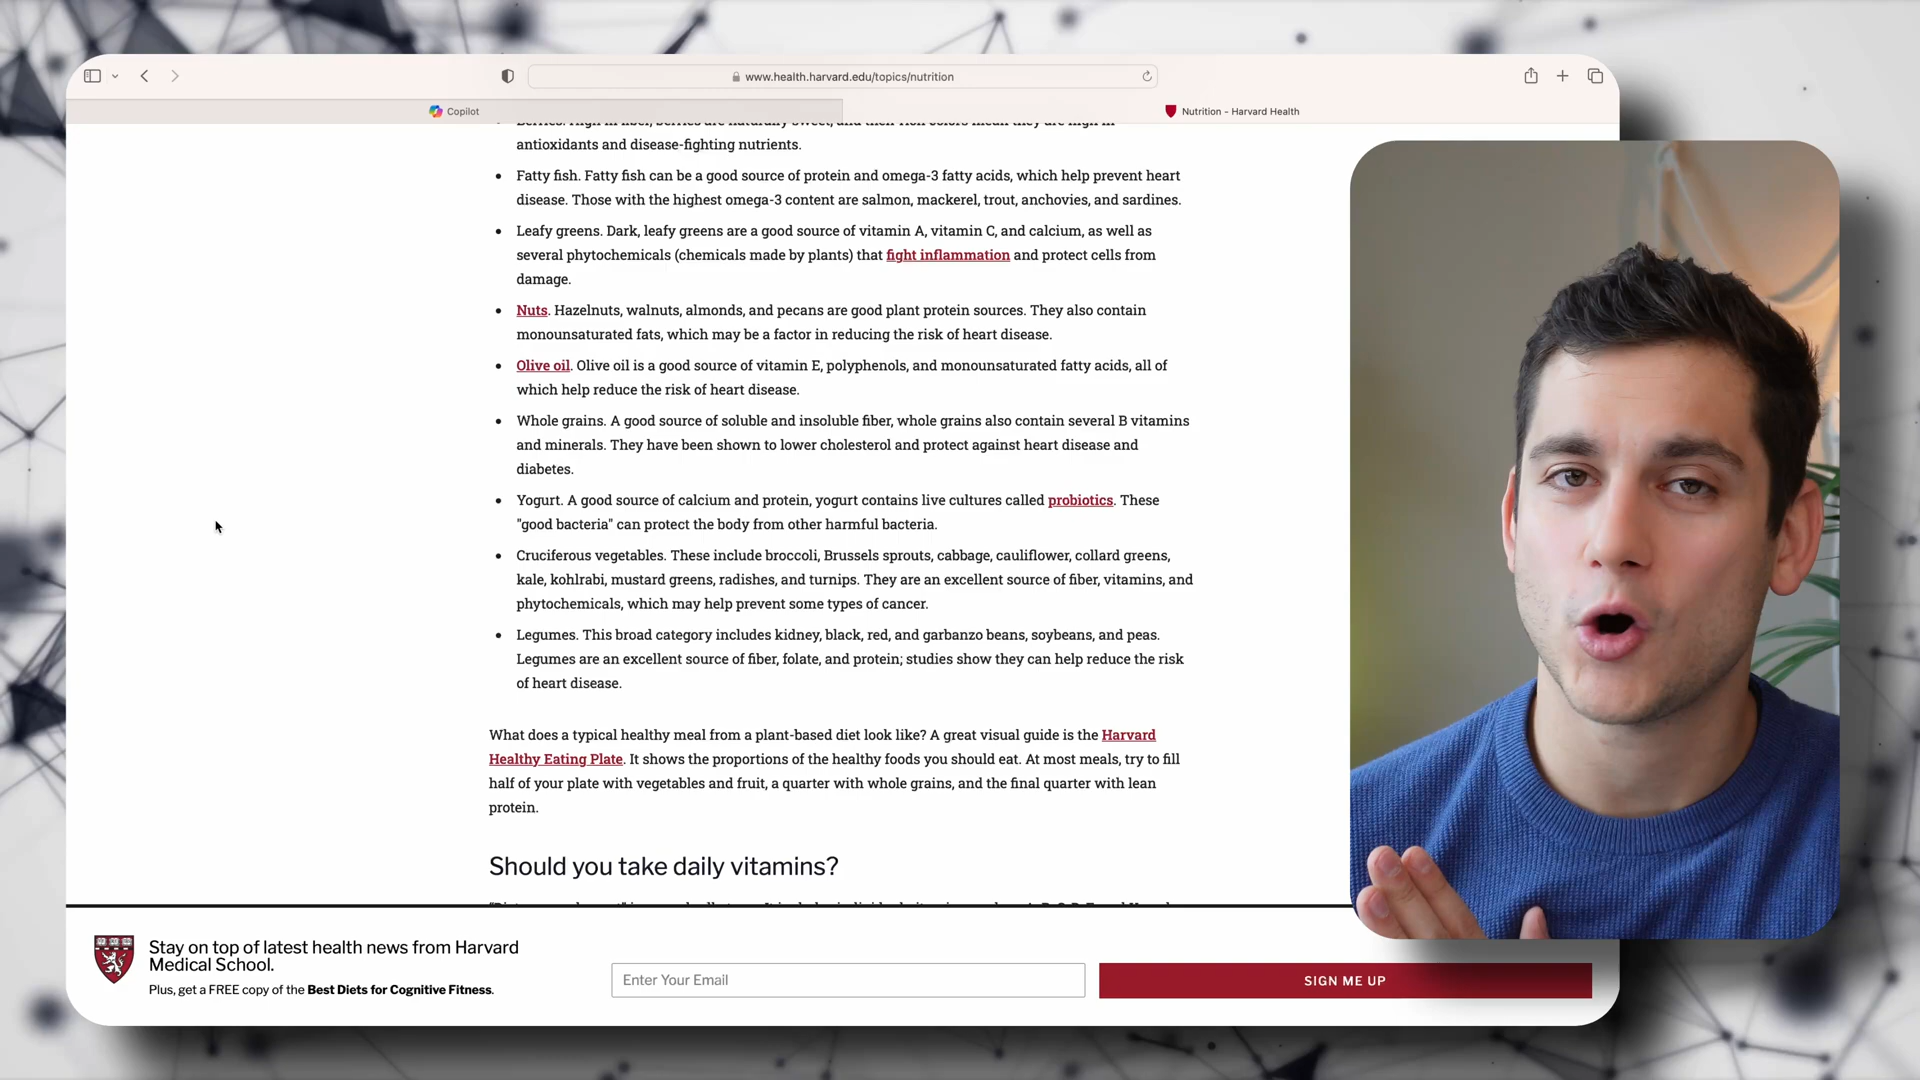 www.health.harvard.edu/topics/nutrition
Copilot
Nutrition – Harvard Health
Berries. High in fiber, berries are naturally sweet, and their rich colors mean they are high in
antioxidants and disease-fighting nutrients.
Fatty fish. Fatty fish can be a good source of protein and omega-3 fatty acids, which help prevent heart
disease. Those with the highest omega-3 content are salmon, mackerel, trout, anchovies, and sardines.
Leafy greens. Dark, leafy greens are a good source of vitamin A, vitamin C, and calcium, as well as
several phytochemicals (chemicals made by plants) that fight inflammation and protect cells from
damage.
Nuts. Hazelnuts, walnuts, almonds, and pecans are good plant protein sources. They also contain
monounsaturated fats, which may be a factor in reducing the risk of heart disease.
Olive oil. Olive oil is a good source of vitamin E, polyphenols, and monounsaturated fatty acids, all of
which help reduce the risk of heart disease.
Whole grains. A good source of soluble and insoluble fiber, whole grains also contain several B vitamins
and minerals. They have been shown to lower cholesterol and protect against heart disease and
diabetes.
Yogurt. A good source of calcium and protein, yogurt contains live cultures called probiotics. These
"good bacteria" can protect the body from other harmful bacteria.
Cruciferous vegetables. These include broccoli, Brussels sprouts, cabbage, cauliflower, collard greens,
kale, kohlrabi, mustard greens, radishes, and turnips. They are an excellent source of fiber, vitamins, and
phytochemicals, which may help prevent some types of cancer.
Legumes. This broad category includes kidney, black, red, and garbanzo beans, soybeans, and peas.
Legumes are an excellent source of fiber, folate, and protein; studies show they can help reduce the risk
of heart disease.
What does a typical healthy meal from a plant-based diet look like? A great visual guide is the Harvard
Healthy Eating Plate. It shows the proportions of the healthy foods you should eat. At most meals, try to fill
half of your plate with vegetables and fruit, a quarter with whole grains, and the final quarter with lean
protein.
Should you take daily vitamins?
Stay on top of latest health news from Harvard
Medical School.
Plus, get a FREE copy of the Best Diets for Cognitive Fitness.
Enter Your Email
SIGN ME UP